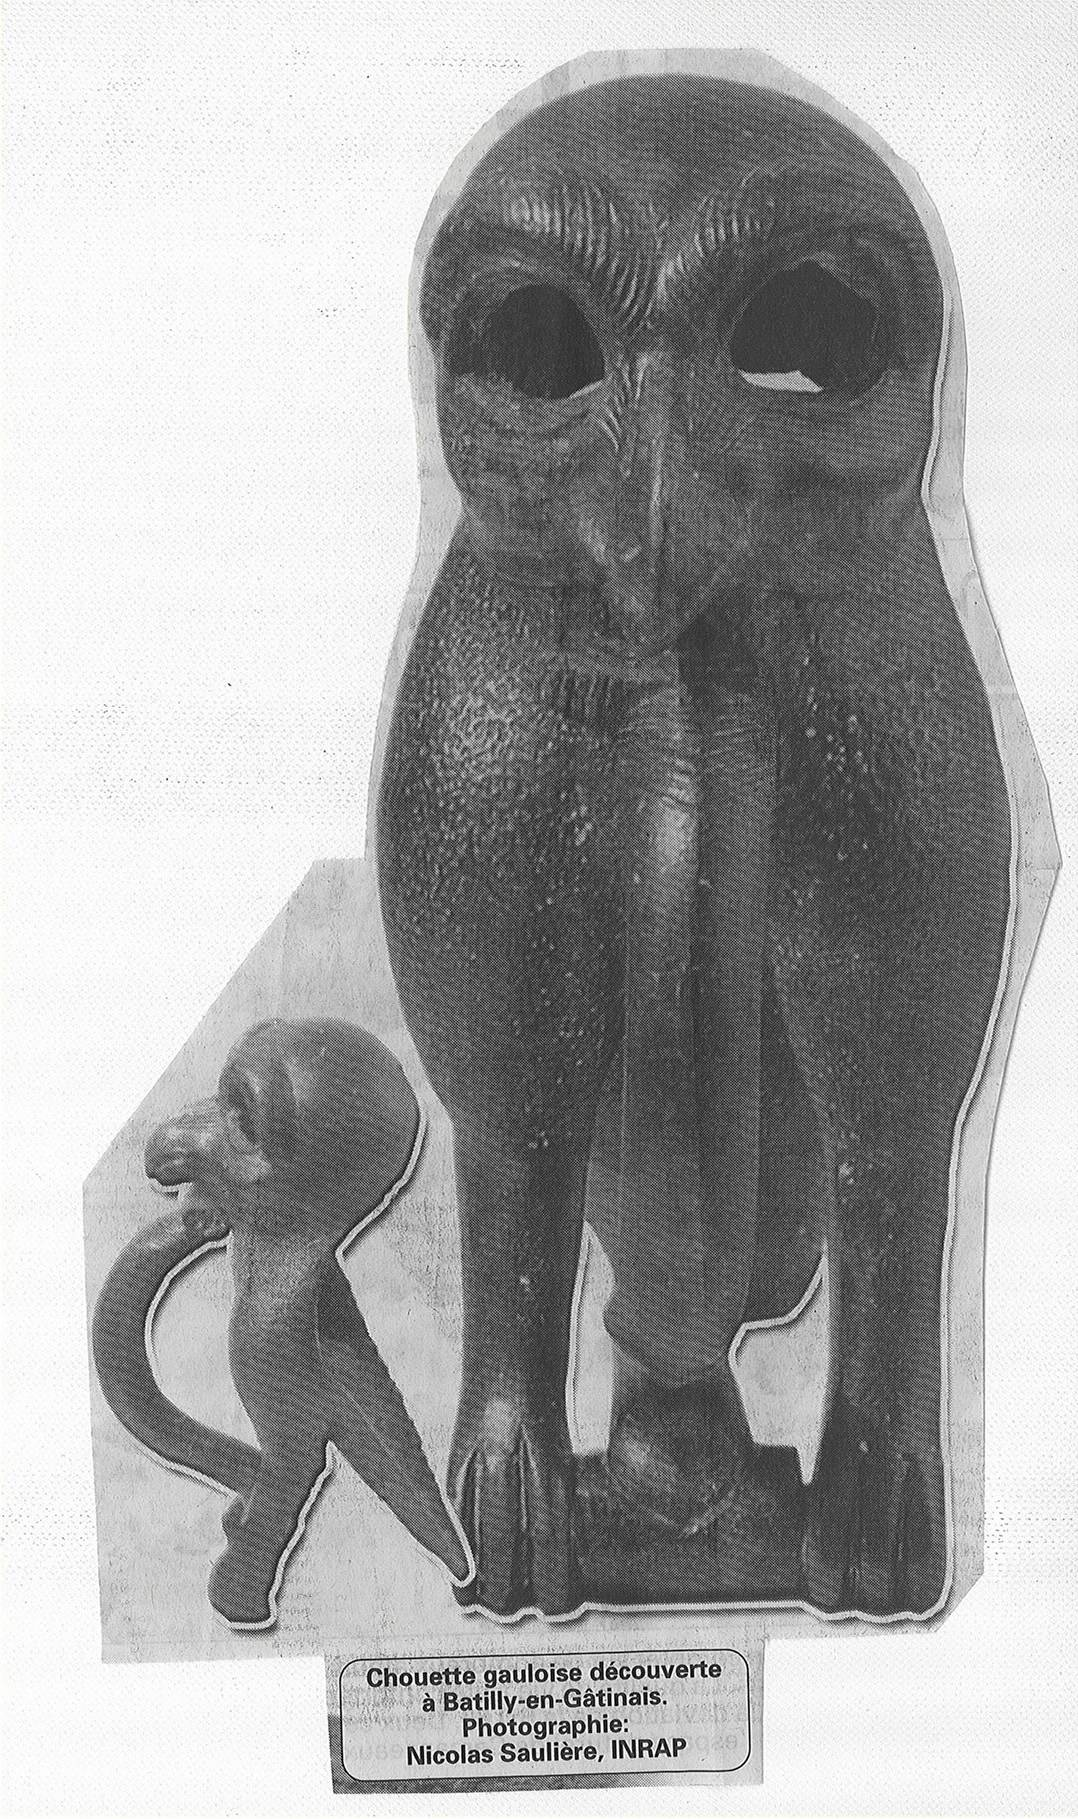 Chouette gauloise découverte
à Batilly-en-Gâtinais.
Photographie:
Nicolas Saulière, INRAP